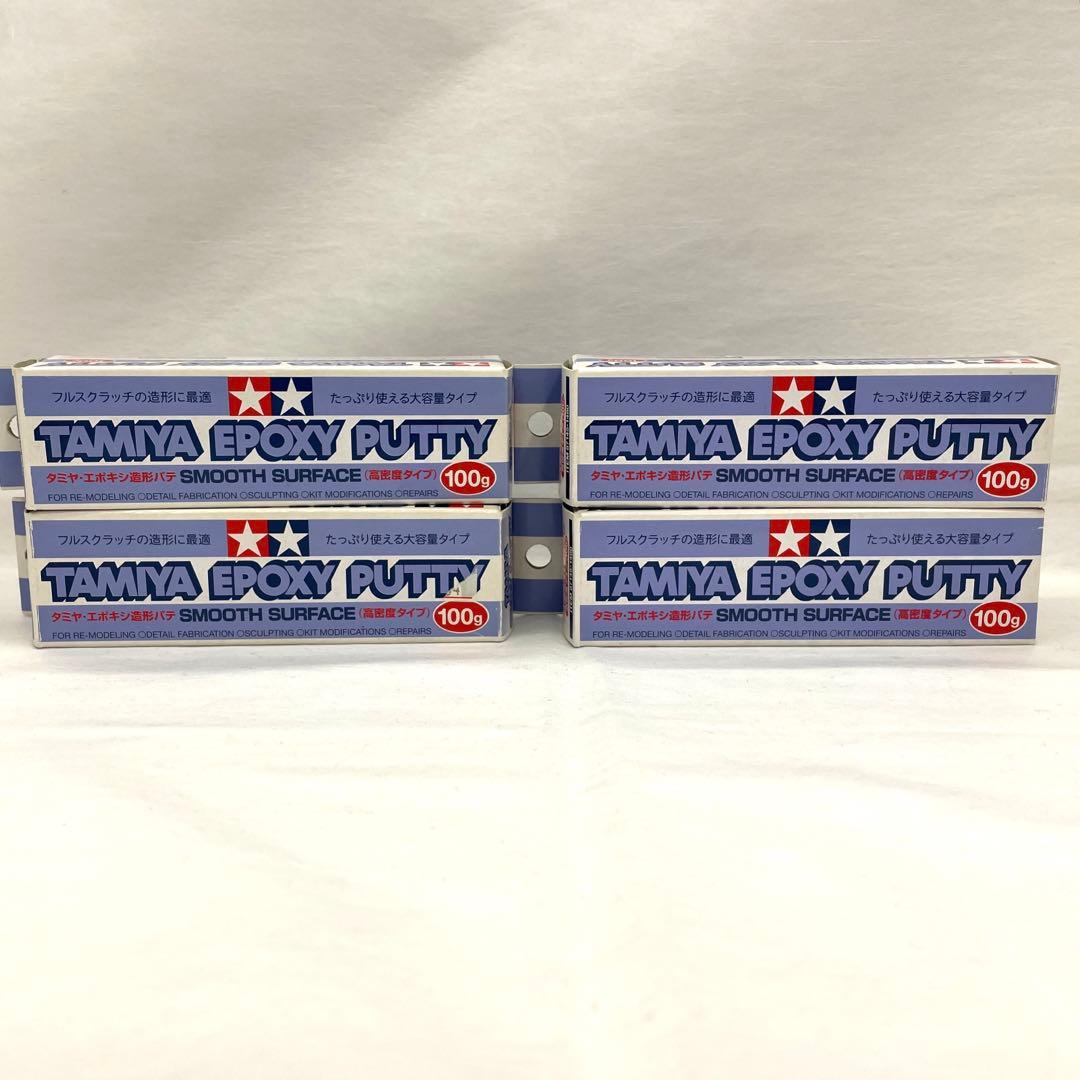 フルスクラッチの造形に最適 たっぷり使える大容量タイプ
TAMIYA EPOXY PUTTY
タミヤ・エポキシ造形パテ SMOOTH SURFACE (高密度タイプ) 100g
FOR RE-MODELING ○DETAIL FABRICATION ○SCULPTING ○KIT MODIFICATIONS ○REPAIRS
フルスクラッチの造形に最適 たっぷり使える大容量タイプ
TAMIYA EPOXY PUTTY
タミヤ・エポキシ造形パテ SMOOTH SURFACE (高密度タイプ) 100g
FOR RE-MODELING ○DETAIL FABRICATION ○SCULPTING ○KIT MODIFICATIONS ○REPAIRS
フルスクラッチの造形に最適 たっぷり使える大容量タイプ
TAMIYA EPOXY PUTTY
タミヤ・エポキシ造形パテ SMOOTH SURFACE (高密度タイプ) 100g
FOR RE-MODELING ○DETAIL FABRICATION ○SCULPTING ○KIT MODIFICATIONS ○REPAIRS
フルスクラッチの造形に最適 たっぷり使える大容量タイプ
TAMIYA EPOXY PUTTY
タミヤ・エポキシ造形パテ SMOOTH SURFACE (高密度タイプ) 100g
FOR RE-MODELING ○DETAIL FABRICATION ○SCULPTING ○KIT MODIFICATIONS ○REPAIRS